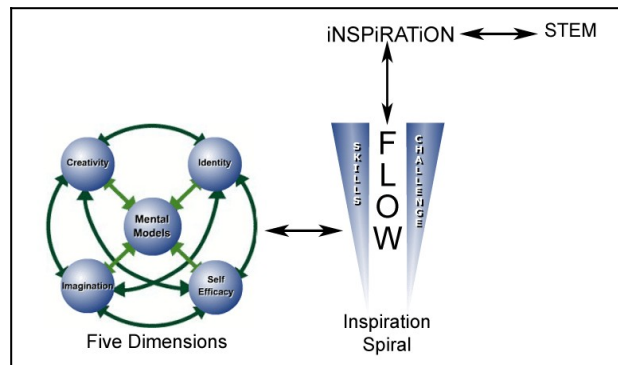 iNSPiRATiON
STEM
Creativity
Identity
Mental
Models
Imagination
Self
Efficacy
Five Dimensions
SKILLS
FLOW
CHALLENGE
Inspiration
Spiral